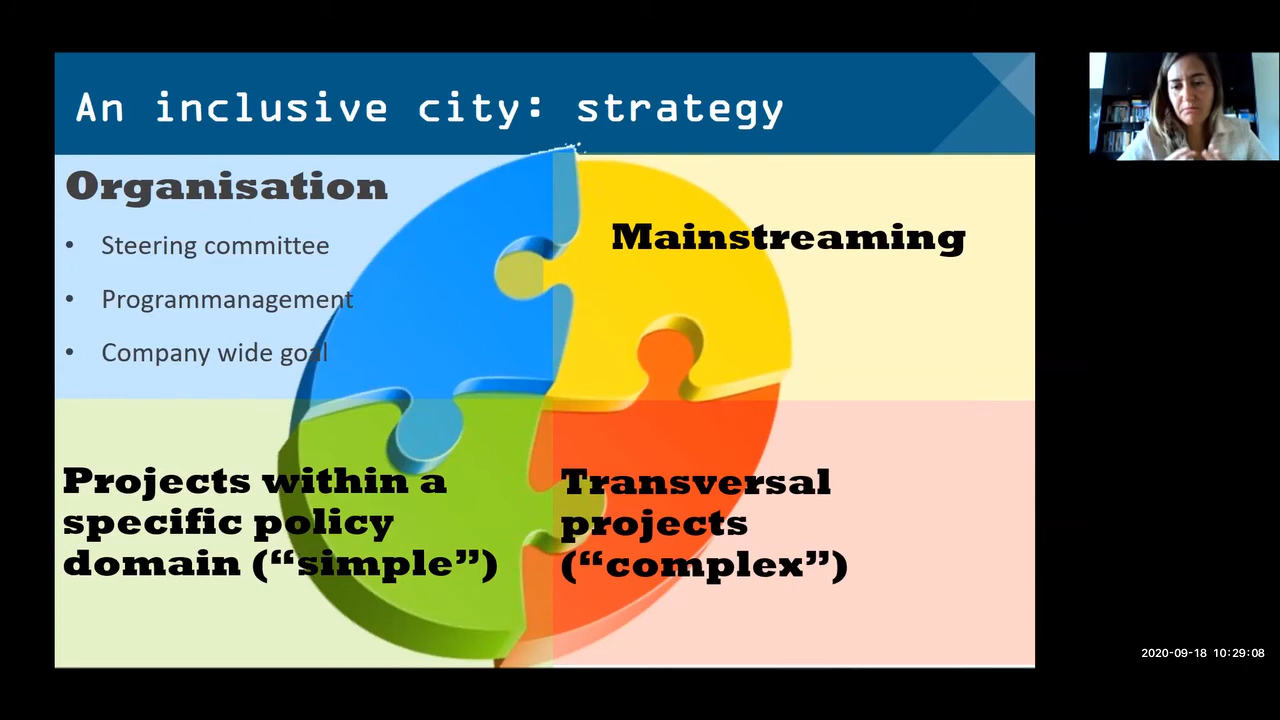 An inclusive city: strategy
Organisation
• Steering committee
• Programmanagement
• Company wide goal
Mainstreaming
Projects within a
specific policy
domain (“simple”)
Transversal
projects
(“complex”)
2020-09-18 10:29:08